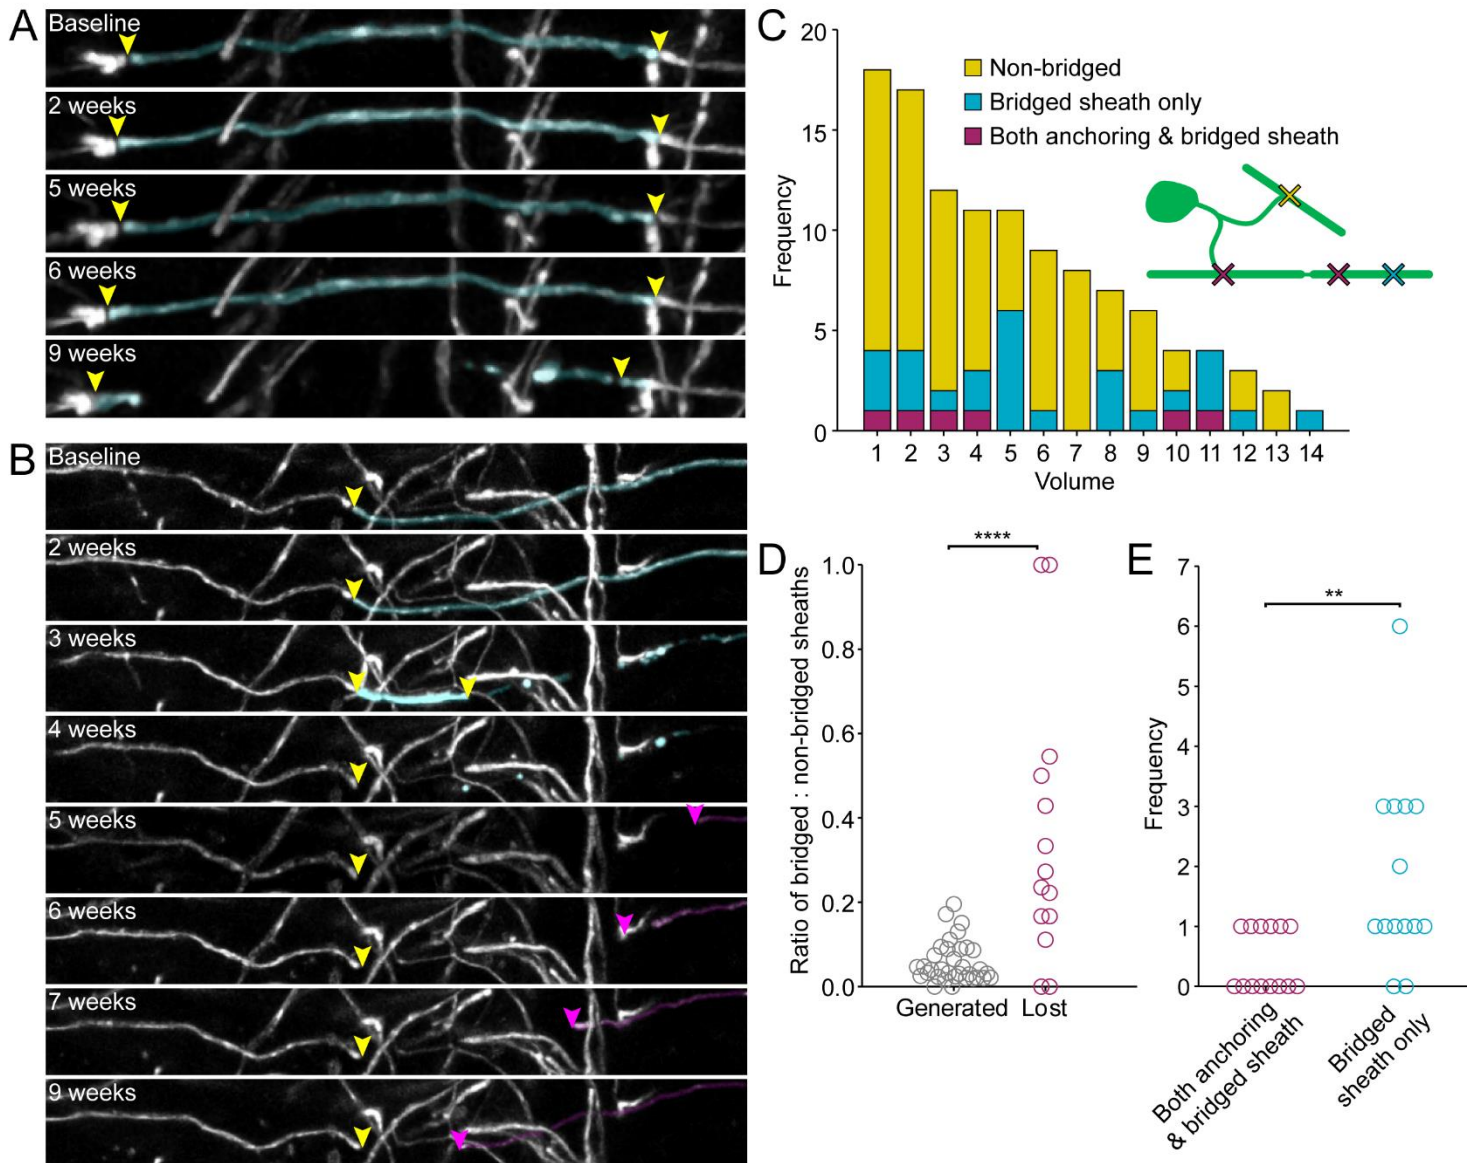 A
Baseline
2 weeks
5 weeks
6 weeks
9 weeks
B
Baseline
2 weeks
3 weeks
4 weeks
5 weeks
6 weeks
7 weeks
9 weeks
C
20
15
10
5
0
Frequency
Non-bridged
Bridged sheath only
Both anchoring & bridged sheath
1 2 3 4 5 6 7 8 9 10 11 12 13 14
Volume
D
****
1.0
0.8
0.6
0.4
0.2
0.0
Ratio of bridged : non-bridged sheaths
Generated Lost
E
**
7
6
5
4
3
2
1
0
Frequency
Both anchoring
& bridged sheath
Bridged
sheath only